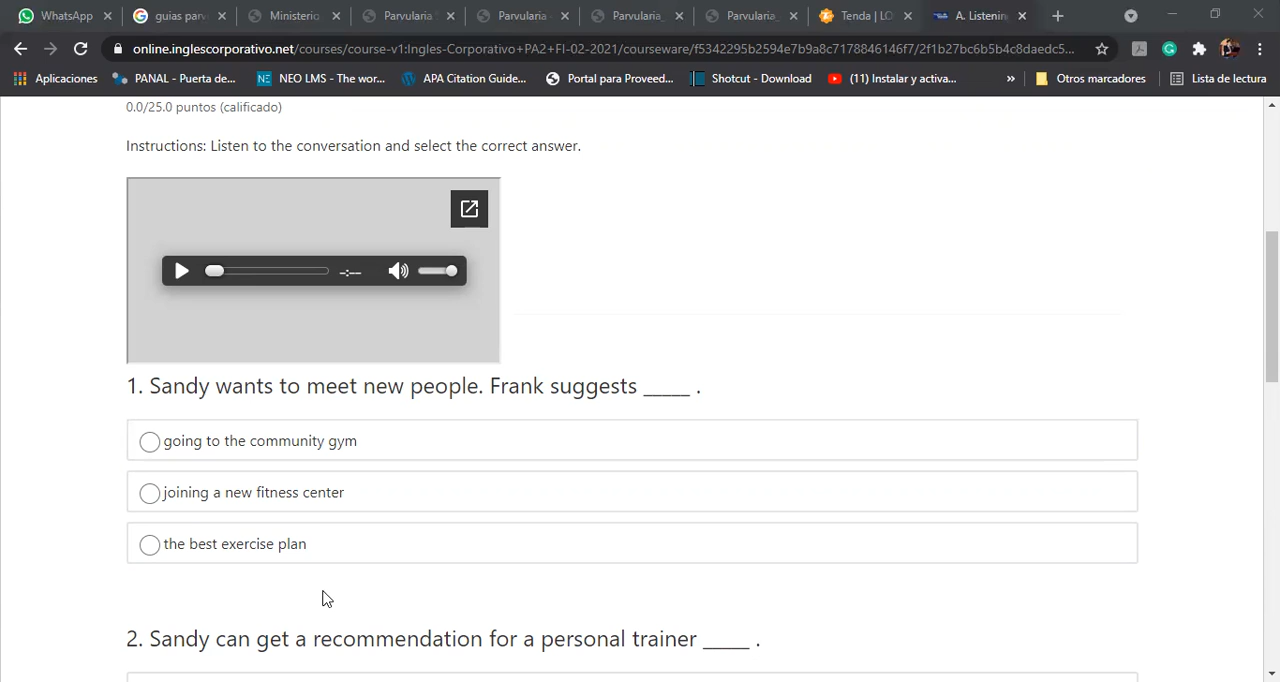 WhatsApp
guias parv
Ministerio
Parvularia
Parvularia
Parvularia
Parvularia
Tenda | LO
A. Listenin
online.inglescorporativo.net/courses/course-v1:Ingles-Corporativo+PA2+FI-02-2021/courseware/f5342295b2594e7b9a8c7178846146f7/2f1b27bc6b5b4c8daedc5...
Aplicaciones
PANAL - Puerta de...
NEO LMS - The wor...
APA Citation Guide...
Portal para Proveed...
Shotcut - Download
(11) Instalar y activa...
»
Otros marcadores
Lista de lectura
0.0/25.0 puntos (calificado)
Instructions: Listen to the conversation and select the correct answer.
-:--
1. Sandy wants to meet new people. Frank suggests _____ .
going to the community gym
joining a new fitness center
the best exercise plan
2. Sandy can get a recommendation for a personal trainer _____ .